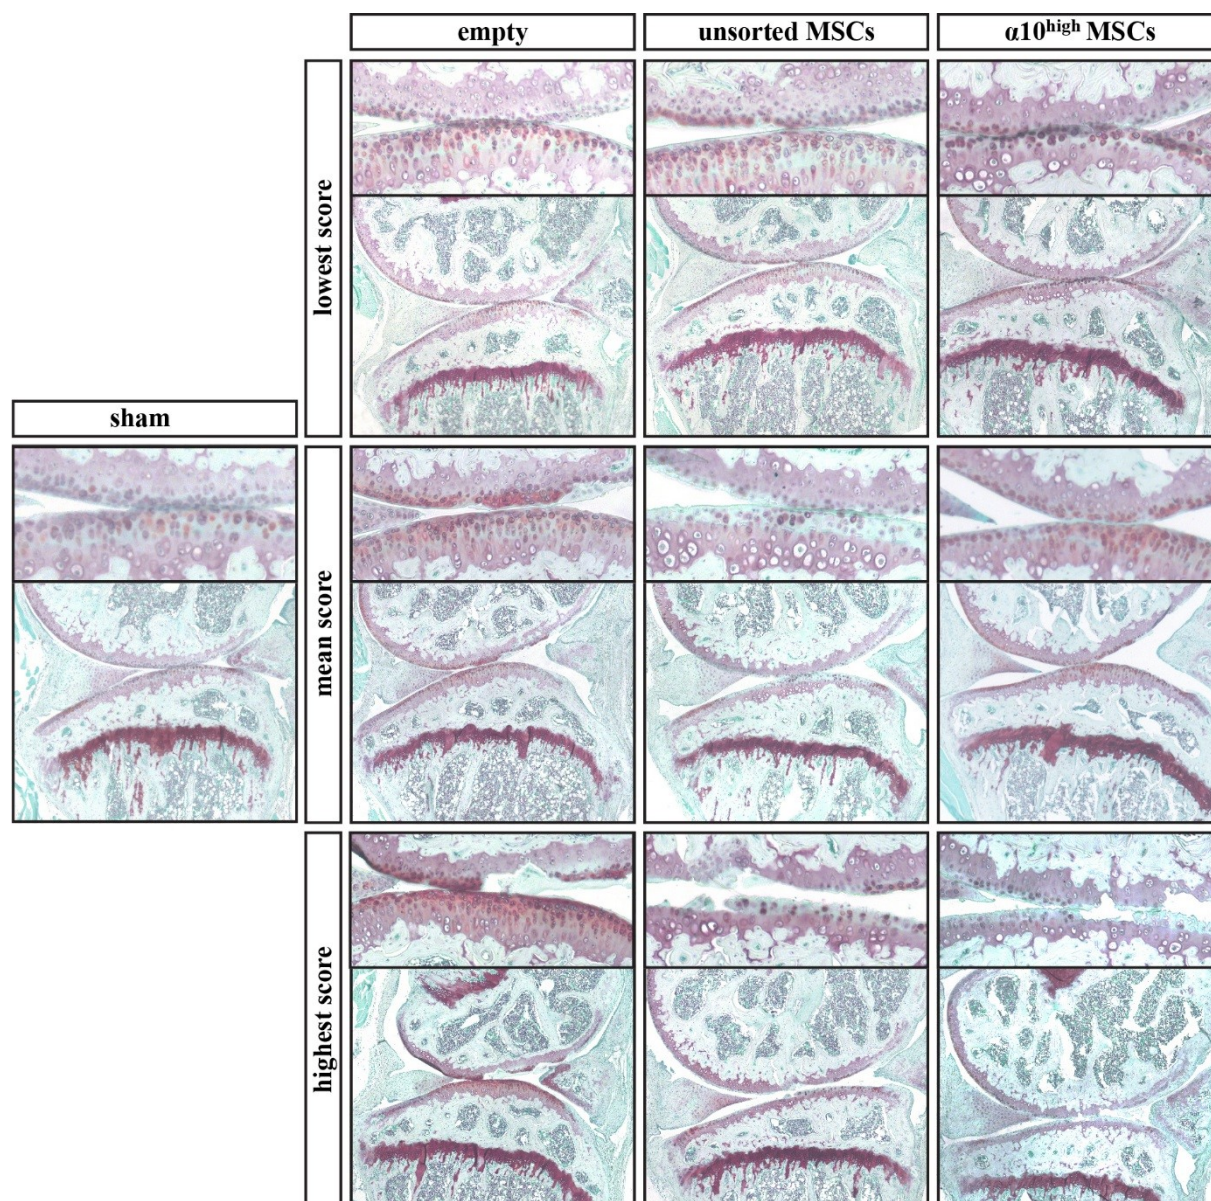 empty
unsorted MSCs
α10high MSCs
lowest score
sham
mean score
highest score